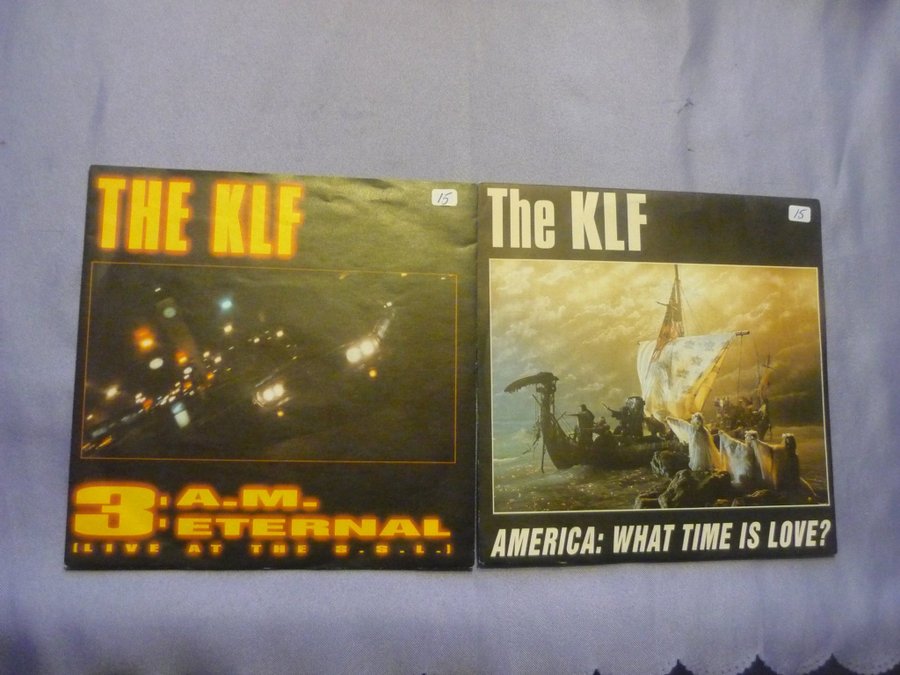 THE KLF
15
3: A.M.
ETERNAL
(LIVE AT THE S.S.L.)
The KLF
15
AMERICA: WHAT TIME IS LOVE?